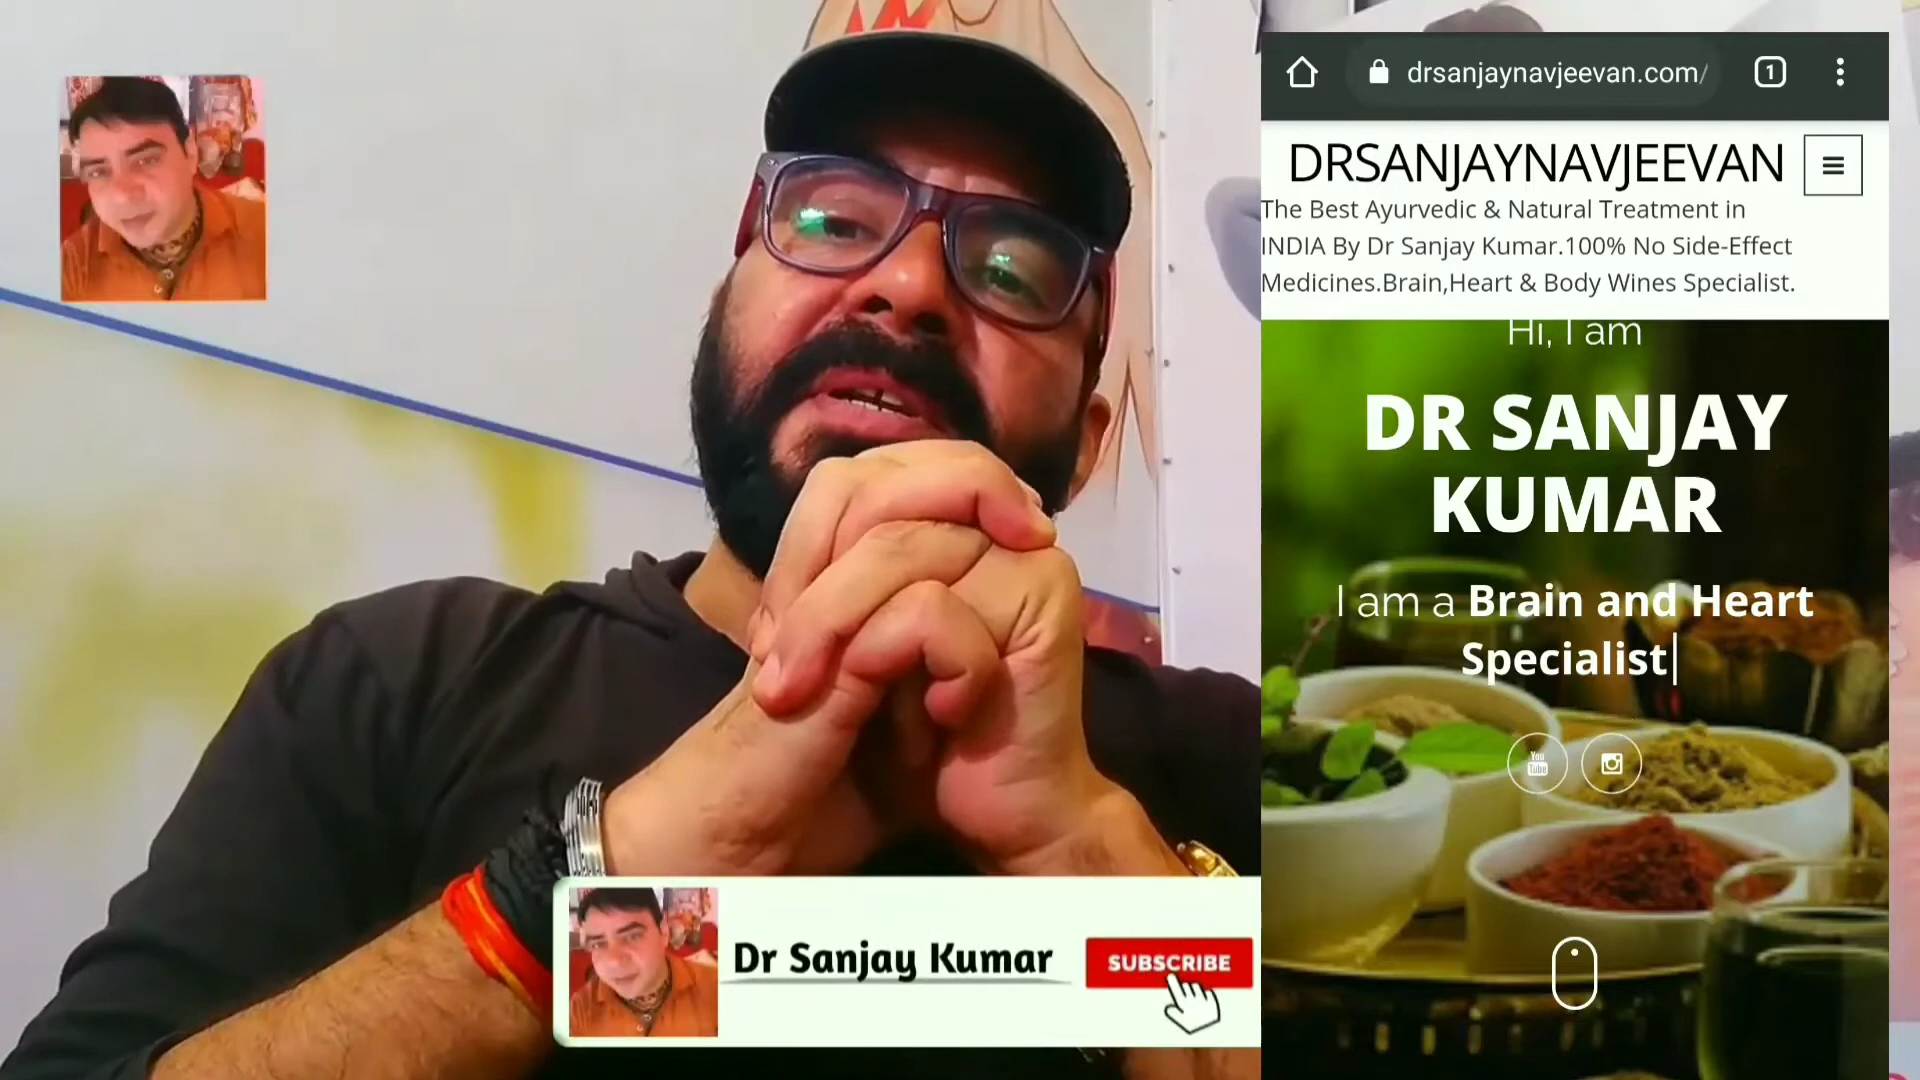 drsanjaynavjeevan.com/
1
DRSANJAYNAVJEEVAN
The Best Ayurvedic & Natural Treatment in
INDIA By Dr Sanjay Kumar.100% No Side-Effect
Medicines.Brain,Heart & Body Wines Specialist.
Hi, I am
DR SANJAY
KUMAR
I am a Brain and Heart
Specialist
You
Tube
Dr Sanjay Kumar
SUBSCRIBE